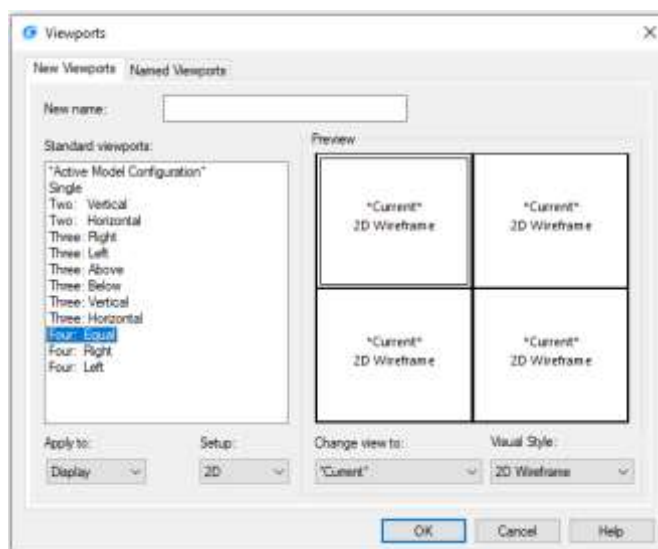 Viewports
New Viewports Named Viewports
New name:
Standard viewports:
*Active Model Configuration*
Single
Two: Vertical
Two: Horizontal
Three: Right
Three: Left
Three: Above
Three: Below
Three: Vertical
Three: Horizontal
Four: Equal
Four: Right
Four: Left
Preview
*Current*
2D Wireframe
*Current*
2D Wireframe
*Current*
2D Wireframe
*Current*
2D Wireframe
Apply to:
Display
Setup:
2D
Change view to:
*Current*
Visual Style:
2D Wireframe
OK Cancel Help